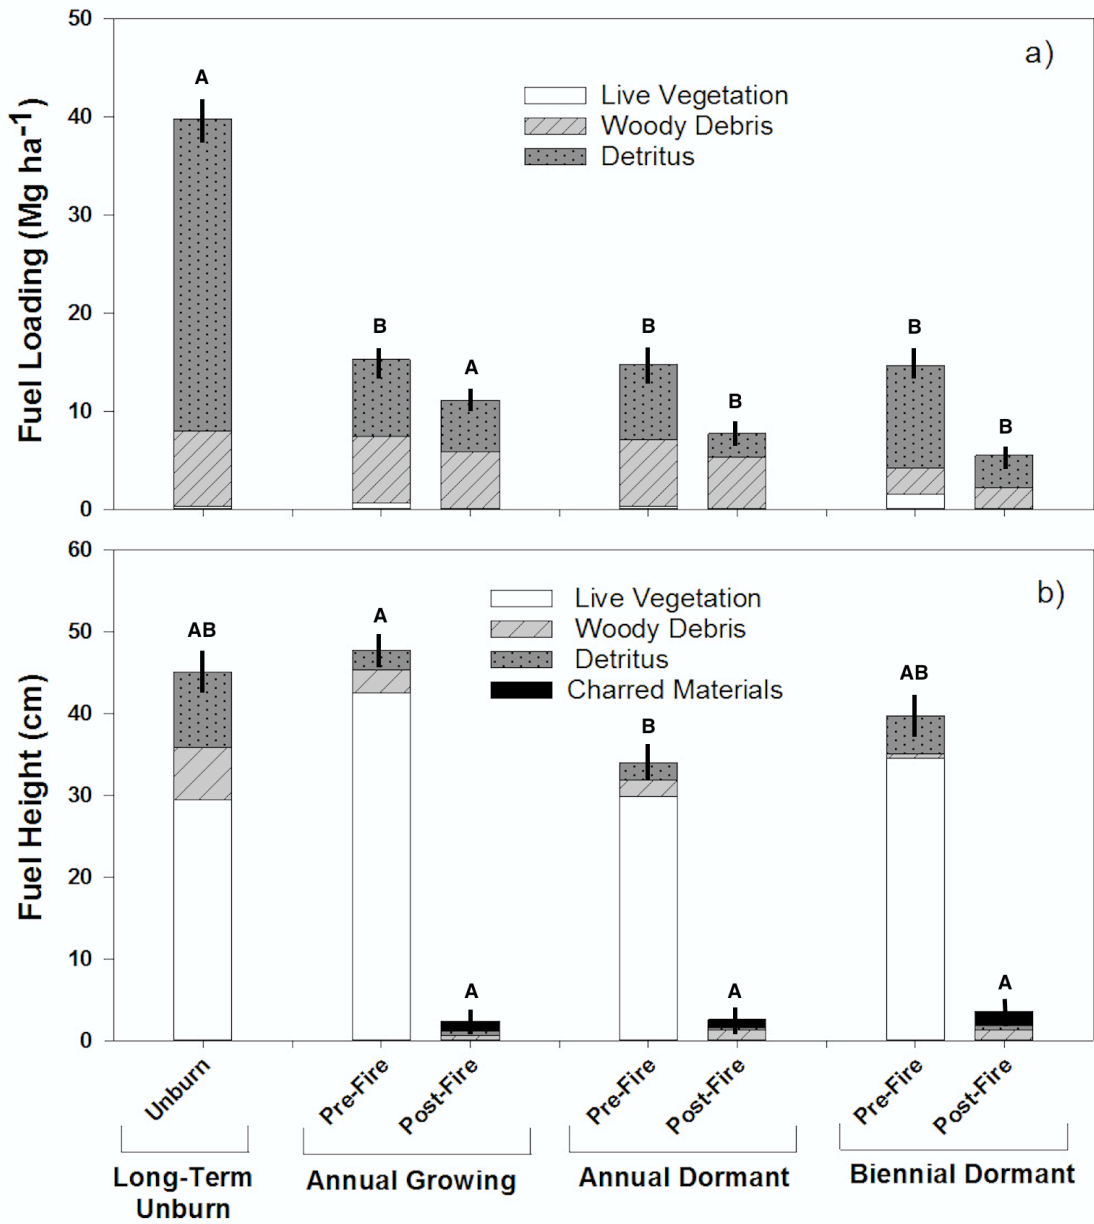 50
a)
A
Live Vegetation
Woody Debris
Detritus
40
30
20
10
0
B
A
B
B
B
B
Fuel Loading (Mg ha-1)
60
b)
Live Vegetation
Woody Debris
Detritus
Charred Materials
50
40
30
20
10
0
AB
A
A
B
A
AB
A
Fuel Height (cm)
Unburn
Pre-Fire
Post-Fire
Pre-Fire
Post-Fire
Pre-Fire
Post-Fire
Long-Term
Unburn
Annual Growing
Annual Dormant
Biennial Dormant